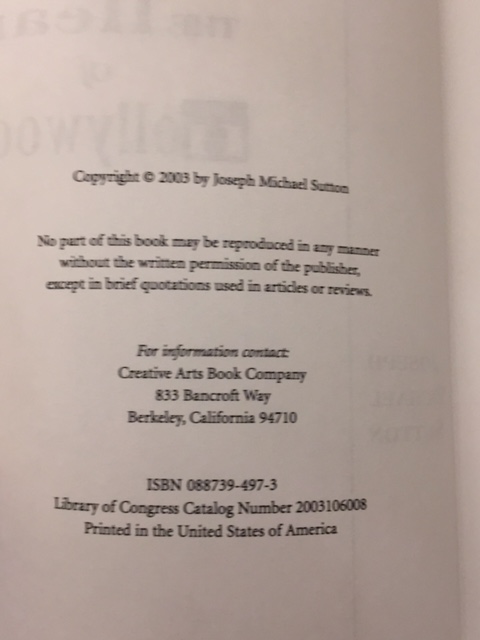 Copyright © 2003 by Joseph Michael Sutton
No part of this book may be reproduced in any manner
without the written permission of the publisher,
except in brief quotations used in articles or reviews.
For information contact:
Creative Arts Book Company
833 Bancroft Way
Berkeley, California 94710
ISBN 088739-497-3
Library of Congress Catalog Number 2003106008
Printed in the United States of America